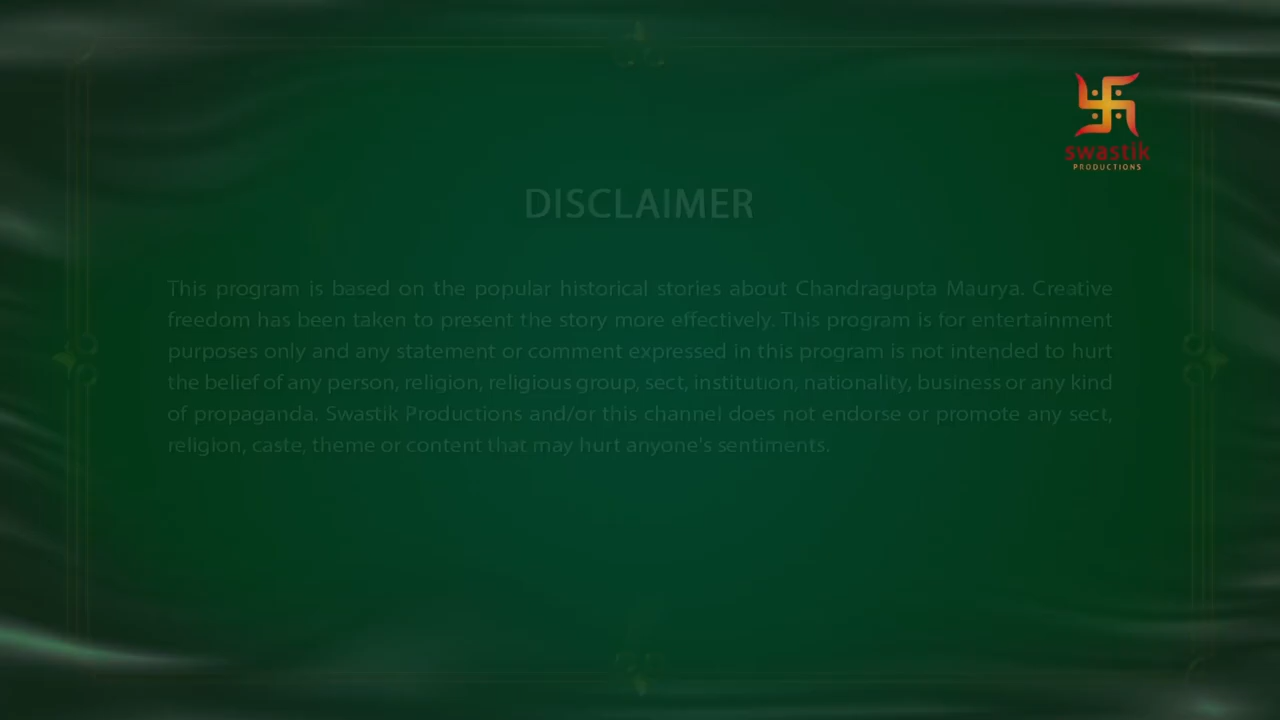 swastik
PRODUCTIONS
DISCLAIMER
This program is based on the popular historical stories about Chandragupta Maurya. Creative
freedom has been taken to present the story more effectively. This program is for entertainment
purposes only and any statement or comment expressed in this program is not intended to hurt
the belief of any person, religion, religious group, sect, institution, nationality, business or any kind
of propaganda. Swastik Productions and/or this channel does not endorse or promote any sect,
religion, caste, theme or content that may hurt anyone's sentiments.